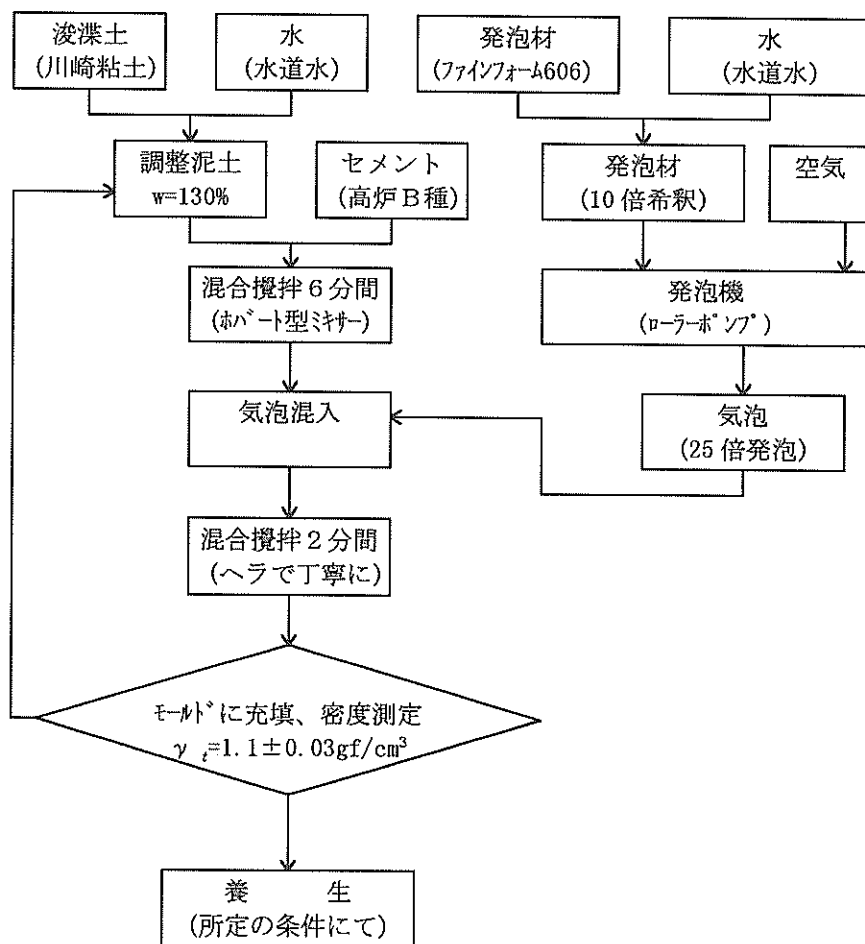 浚渫土
(川崎粘土)
水
(水道水)
発泡材
(ﾌｧｲﾝﾌｫｰﾑ606)
水
(水道水)
調整泥土
w=130%
セメント
(高炉Ｂ種)
発泡材
(10倍希釈)
空気
混合攪拌６分間
(ﾎﾊﾞｰﾄ型ﾐｷｻｰ)
発泡機
(ﾛｰﾗｰﾎﾟﾝﾌﾟ)
気泡混入
気泡
(25倍発泡)
混合攪拌２分間
(ヘラで丁寧に)
ﾓｰﾙﾄﾞに充填、密度測定
γt=1.1±0.03gf/cm³
養　　生
(所定の条件にて)